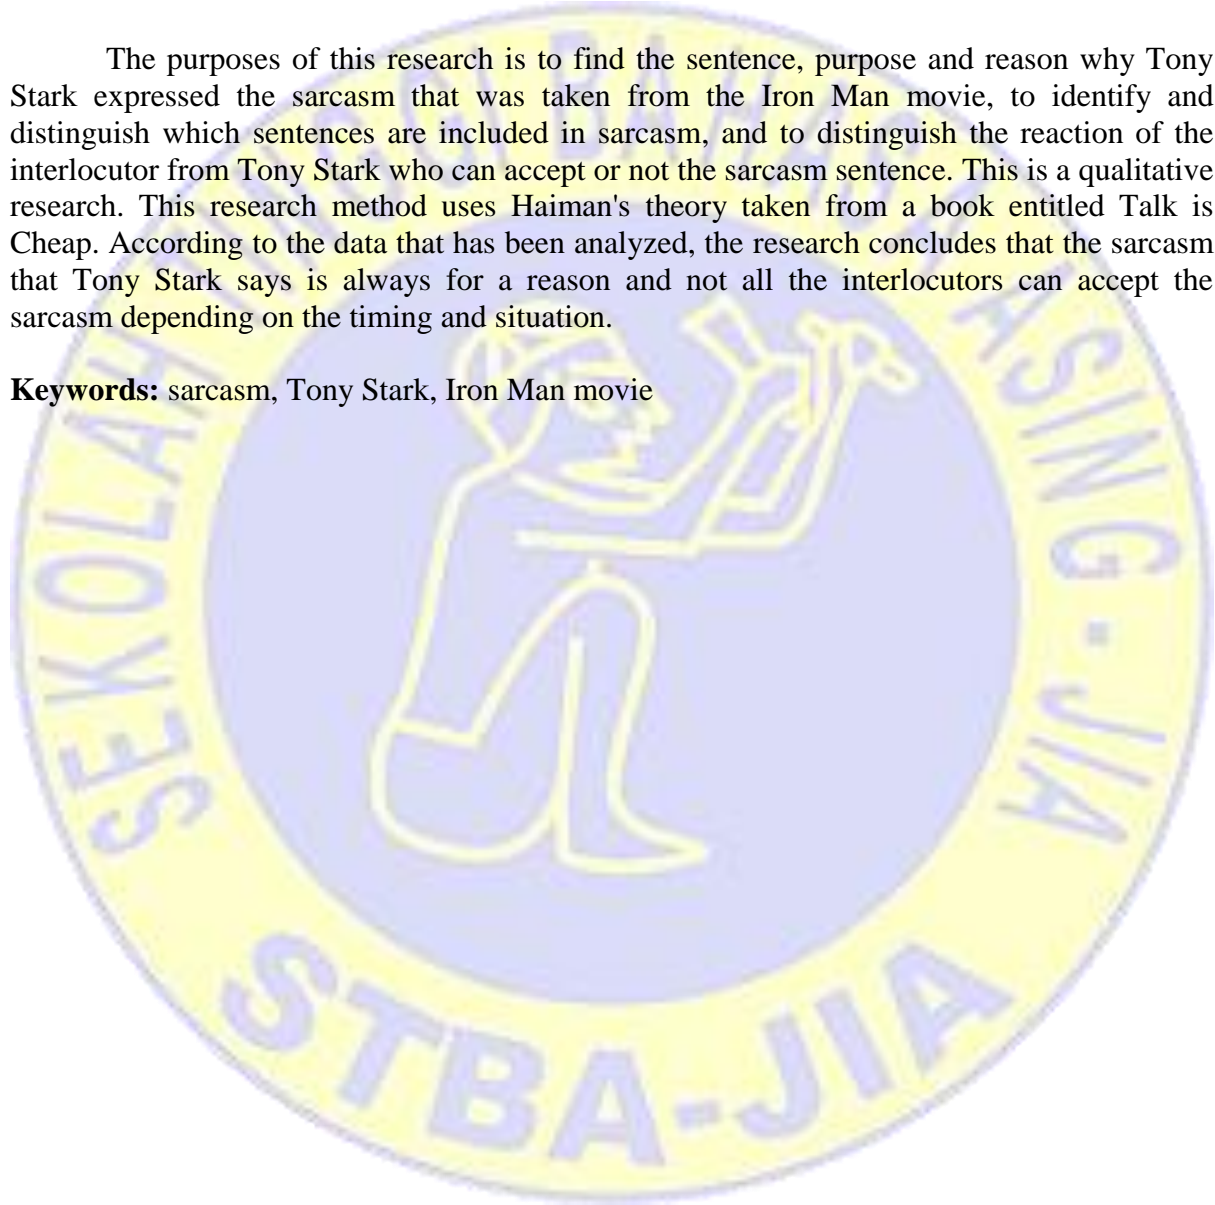 The purposes of this research is to find the sentence, purpose and reason why Tony
Stark expressed the sarcasm that was taken from the Iron Man movie, to identify and
distinguish which sentences are included in sarcasm, and to distinguish the reaction of the
interlocutor from Tony Stark who can accept or not the sarcasm sentence. This is a qualitative
research. This research method uses Haiman's theory taken from a book entitled Talk is
Cheap. According to the data that has been analyzed, the research concludes that the sarcasm
that Tony Stark says is always for a reason and not all the interlocutors can accept the
sarcasm depending on the timing and situation.
Keywords: sarcasm, Tony Stark, Iron Man movie
SEKOLAH TINGGI BAHASA ASING - JIA
STBA-JIA